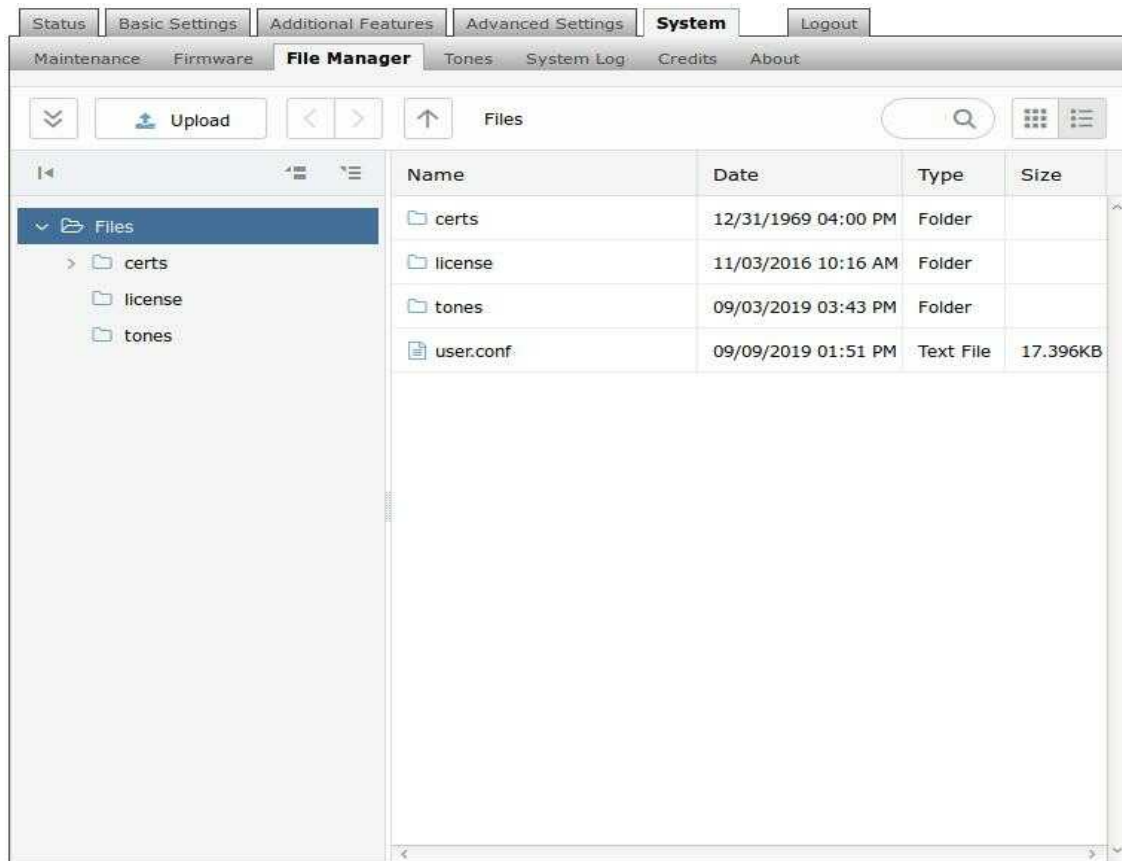 Status Basic Settings Additional Features Advanced Settings System Logout
Maintenance Firmware File Manager Tones System Log Credits About
Upload Files
Name Date Type Size
Files
certs
license
tones
certs 12/31/1969 04:00 PM Folder
license 11/03/2016 10:16 AM Folder
tones 09/03/2019 03:43 PM Folder
user.conf 09/09/2019 01:51 PM Text File 17.396KB